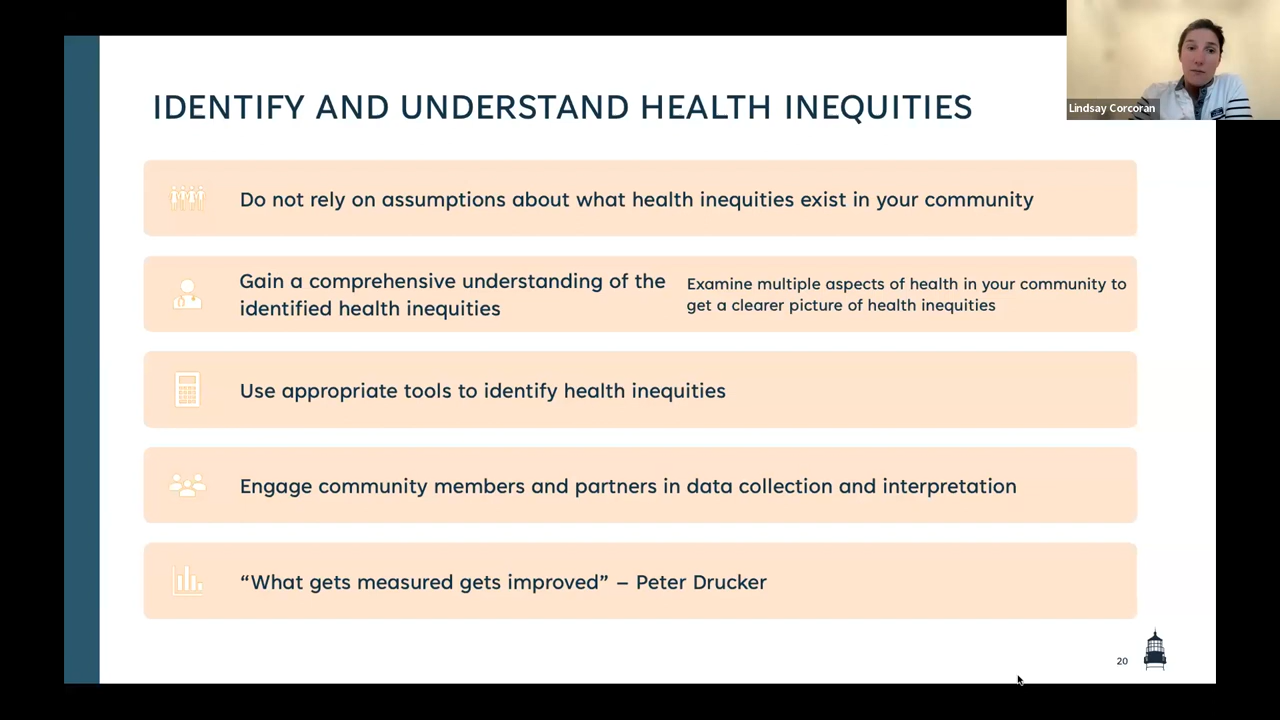 IDENTIFY AND UNDERSTAND HEALTH INEQUITIES
Lindsay Corcoran
Do not rely on assumptions about what health inequities exist in your community
Gain a comprehensive understanding of the
identified health inequities
Examine multiple aspects of health in your community to
get a clearer picture of health inequities
Use appropriate tools to identify health inequities
Engage community members and partners in data collection and interpretation
“What gets measured gets improved” – Peter Drucker
20